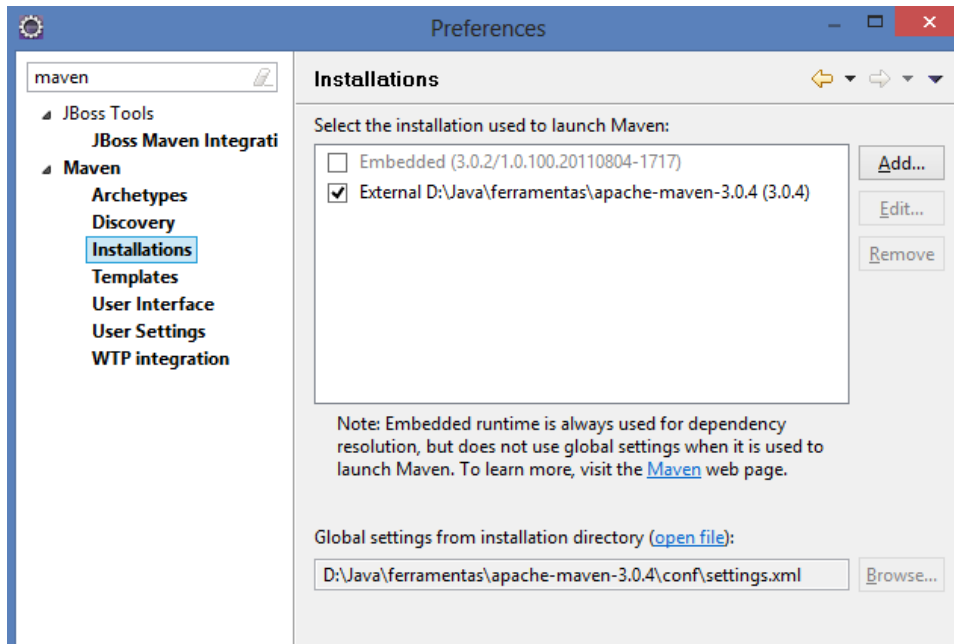 Preferences
maven
JBoss Tools
JBoss Maven Integrati
Maven
Archetypes
Discovery
Installations
Templates
User Interface
User Settings
WTP integration
Installations
Select the installation used to launch Maven:
Embedded (3.0.2/1.0.100.20110804-1717)
External D:\Java\ferramentas\apache-maven-3.0.4 (3.0.4)
Add...
Edit...
Remove
Note: Embedded runtime is always used for dependency
resolution, but does not use global settings when it is used to
launch Maven. To learn more, visit the Maven web page.
Global settings from installation directory (open file):
D:\Java\ferramentas\apache-maven-3.0.4\conf\settings.xml
Browse...